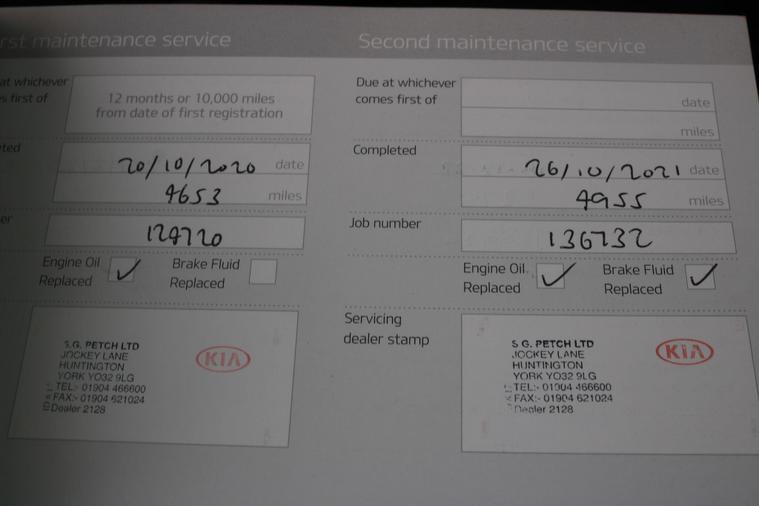 rst maintenance service
at whichever
s first of
12 months or 10,000 miles
from date of first registration
ted
20/10/2020 date
4653 miles
er
124720
Engine Oil
Replaced
✓
Brake Fluid
Replaced
S.G. PETCH LTD
JOCKEY LANE
HUNTINGTON
YORK YO32 9LG
TEL:- 01904 466600
FAX:- 01904 621024
Dealer 2128
KIA
Second maintenance service
Due at whichever
comes first of
date
miles
Completed
26/10/2021 date
4955 miles
Job number
136732
Engine Oil
Replaced
✓
Brake Fluid
Replaced
✓
Servicing
dealer stamp
S G. PETCH LTD
JOCKEY LANE
HUNTINGTON
YORK YO32 9LG
TEL:- 01904 466600
FAX:- 01904 621024
Dealer 2128
KIA